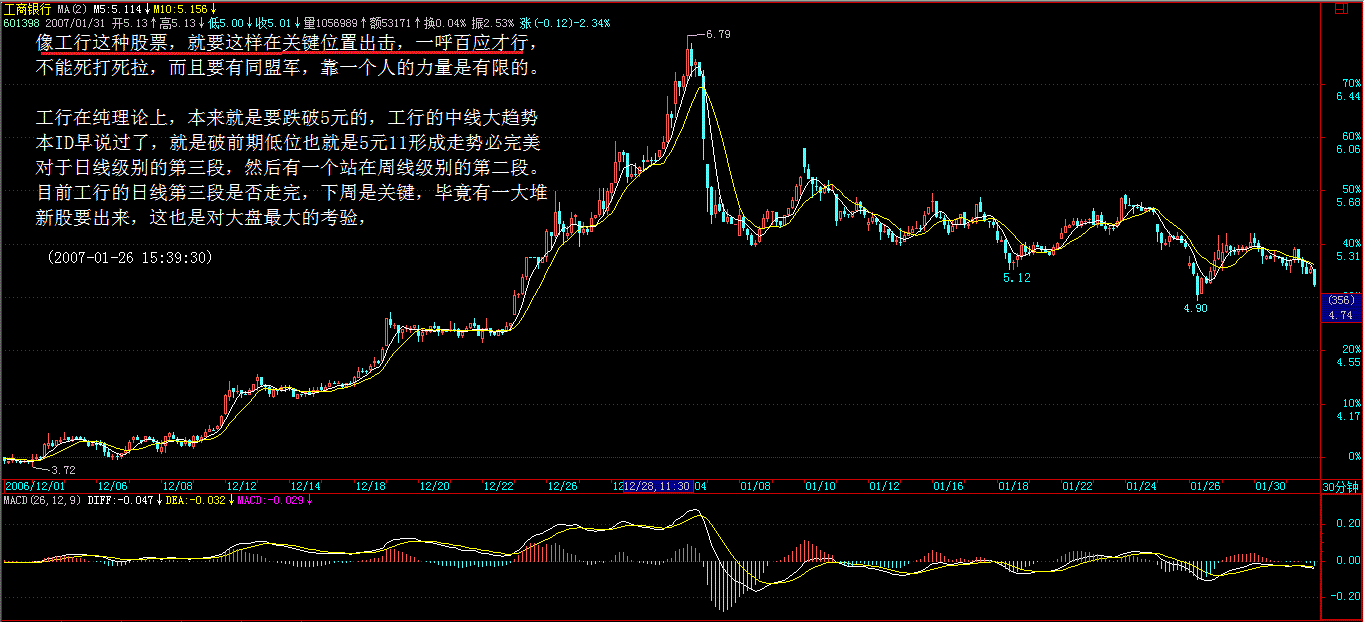 工商银行 MA(2) M5:5.114↓M10:5.156↓
601398 2007/01/31 开5.13↑高5.13↓低5.00↓收5.01↓量1056989↑额53171↑换0.04% 振2.53% 涨(-0.12)-2.34%
像工行这种股票，就要这样在关键位置出击，一呼百应才行，
不能死打死拉，而且要有同盟军，靠一个人的力量是有限的。
工行在纯理论上，本来就是要跌破5元的，工行的中线大趋势
本ID早说过了，就是破前期低位也就是5元11形成走势必完美
对于日线级别的第三段，然后有一个站在周线级别的第二段。
目前工行的日线第三段是否走完，下周是关键，毕竟有一大堆
新股要出来，这也是对大盘最大的考验，
(2007-01-26 15:39:30)
6.79
5.12
4.90
3.72
70%
6.44
60%
6.06
50%
5.68
40%
5.31
(356)
4.74
20%
4.55
10%
4.17
0%
2006/12/01 12/06 12/08 12/12 12/14 12/18 12/20 12/22 12/26 12/28,11:30 04 01/08 01/10 01/12 01/16 01/18 01/22 01/24 01/26 01/30 30分钟
MACD(26,12,9) DIFF:-0.047↓DEA:-0.032↓MACD:-0.029↓
0.20
0.00
-0.20